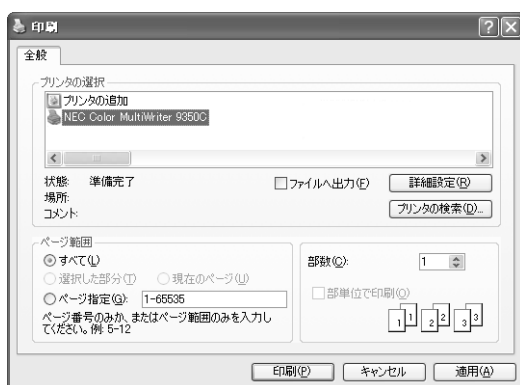 印刷
全般
プリンタの選択
プリンタの追加
NEC Color MultiWriter 9350C
状態: 準備完了
場所:
コメント:
ファイルへ出力(F)
詳細設定(R)
プリンタの検索(D)...
ページ範囲
すべて(L)
選択した部分(T) 現在のページ(U)
ページ指定(G): 1-65535
ページ番号のみか、またはページ範囲のみを入力し
てください。例: 5-12
部数(C): 1
部単位で印刷(O)
1 1 2 2 3 3
印刷(P) キャンセル 適用(A)